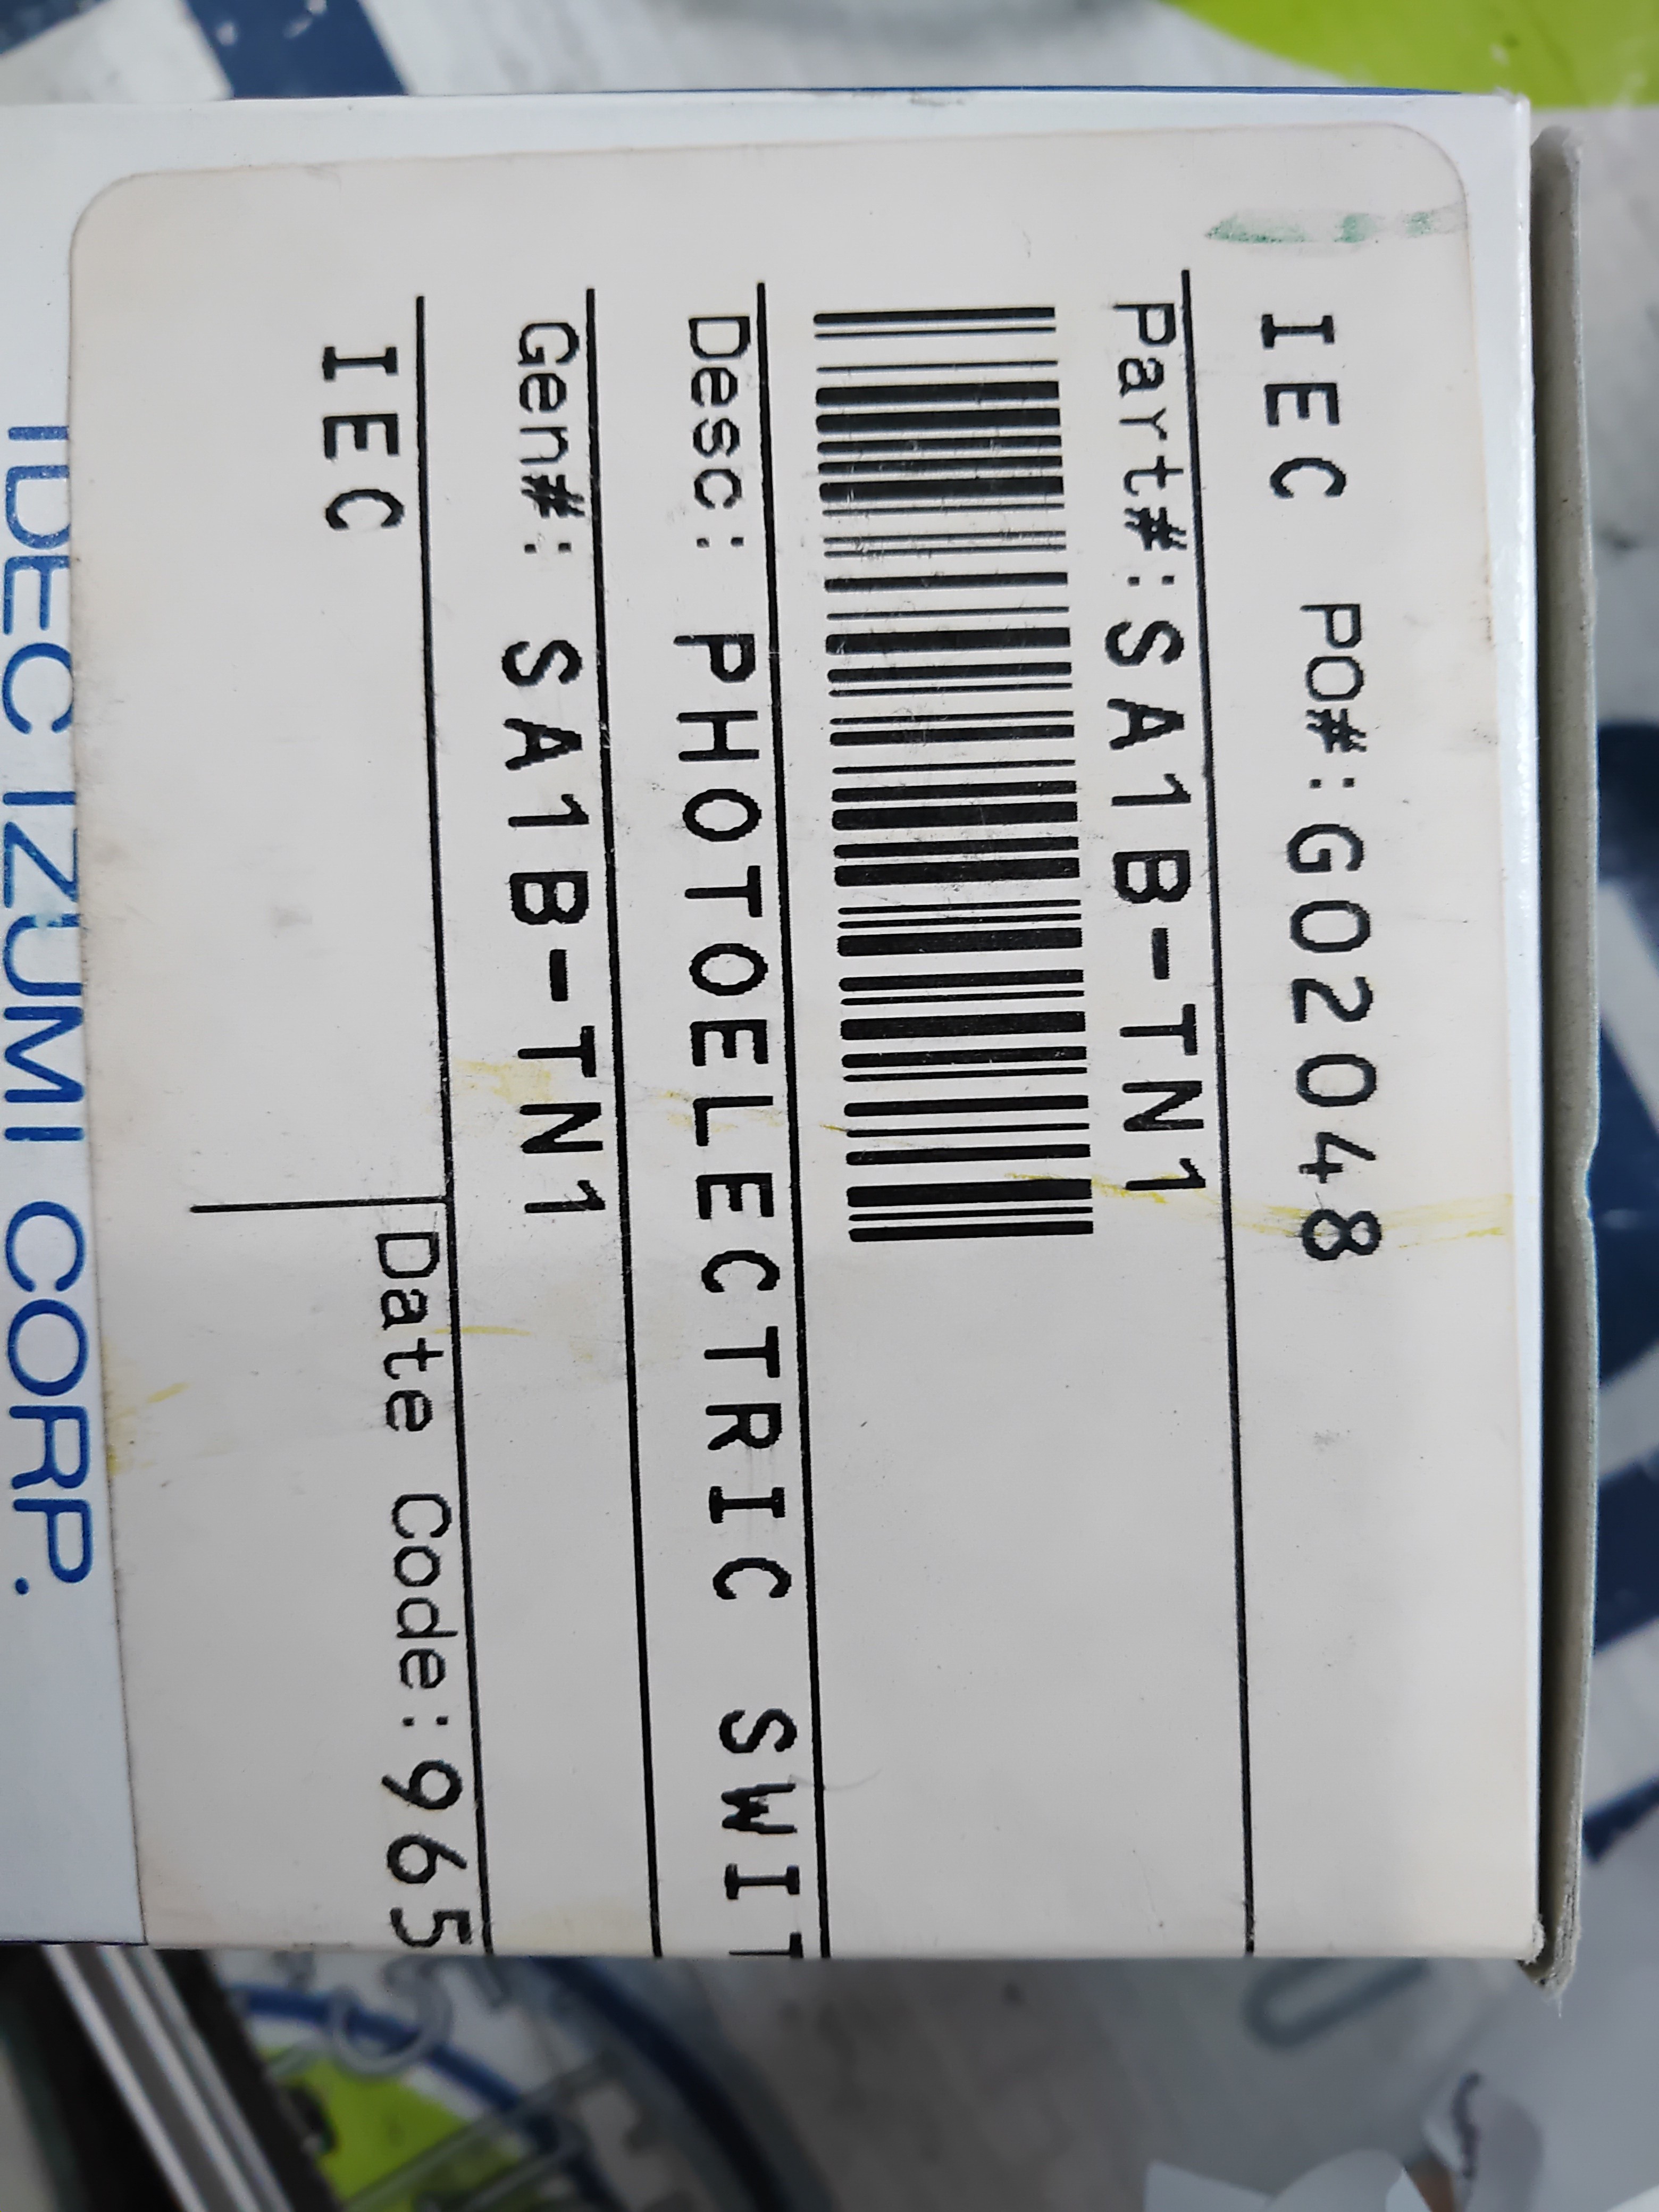 IEC PO#:G02048
Part#:SA1B-TN1
Desc: PHOTOELECTRIC SWIT
Gen#: SA1B-TN1
IEC Date Code:965
IDEC IZUMI CORP.